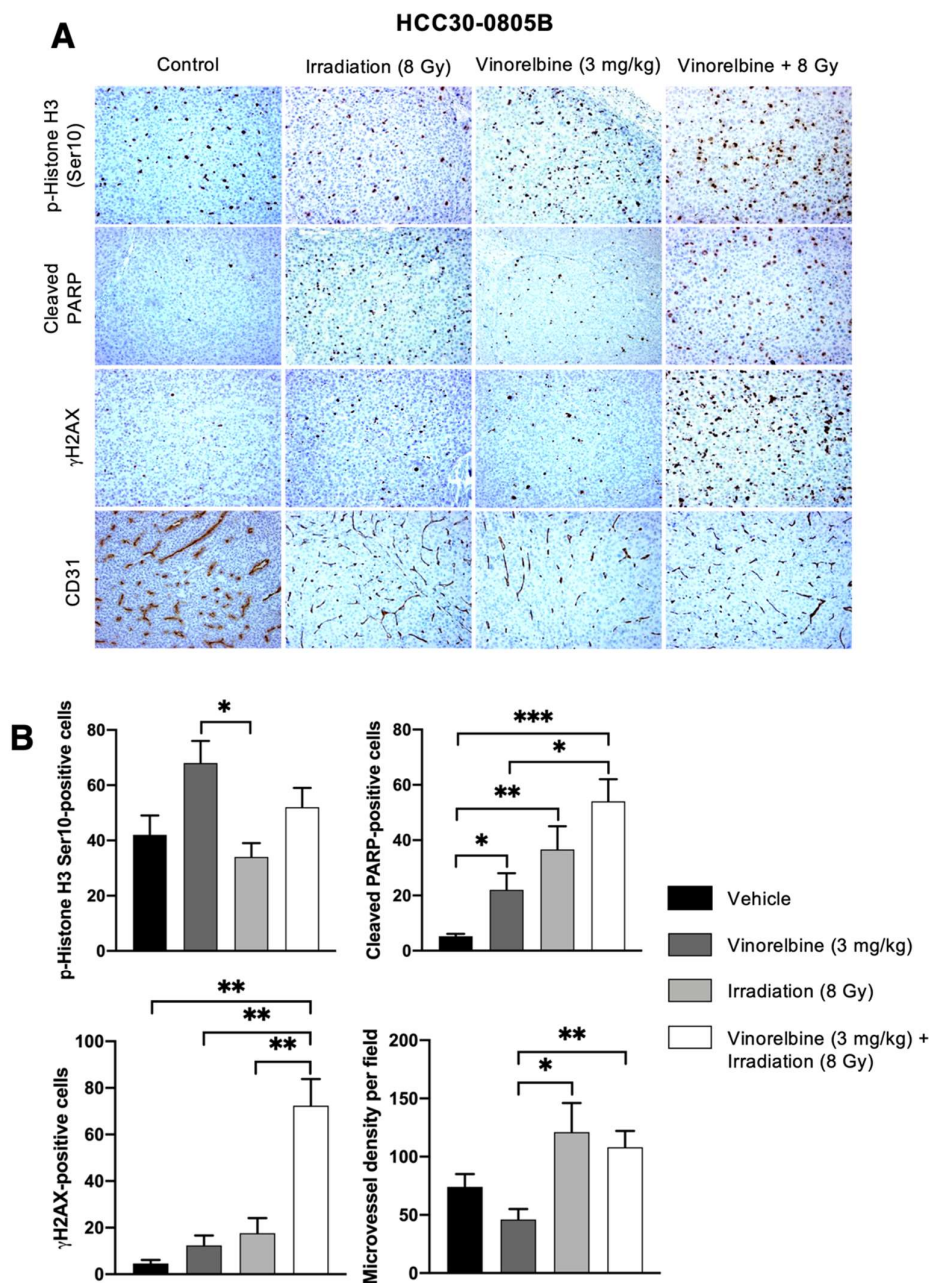 HCC30-0805B
A
Control
Irradiation (8 Gy)
Vinorelbine (3 mg/kg)
Vinorelbine + 8 Gy
p-Histone H3
(Ser10)
Cleaved
PARP
γH2AX
CD31
B
p-Histone H3 Ser10-positive cells
80
60
40
20
0
*
Cleaved PARP-positive cells
80
60
40
20
0
***
*
**
*
γH2AX-positive cells
100
80
60
40
20
0
**
**
**
Microvessel density per field
200
150
100
50
0
**
*
Vehicle
Vinorelbine (3 mg/kg)
Irradiation (8 Gy)
Vinorelbine (3 mg/kg) +
Irradiation (8 Gy)